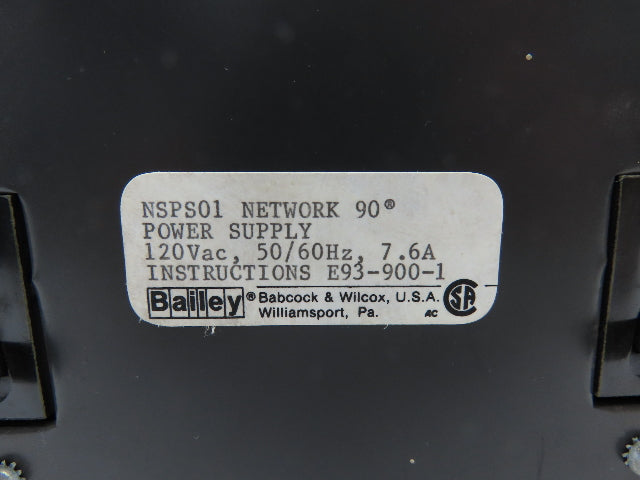 NSPS01 NETWORK 90®
POWER SUPPLY
120Vac, 50/60Hz, 7.6A
INSTRUCTIONS E93-900-1
Bailey® Babcock & Wilcox, U.S.A.
Williamsport, Pa.
SA
AC